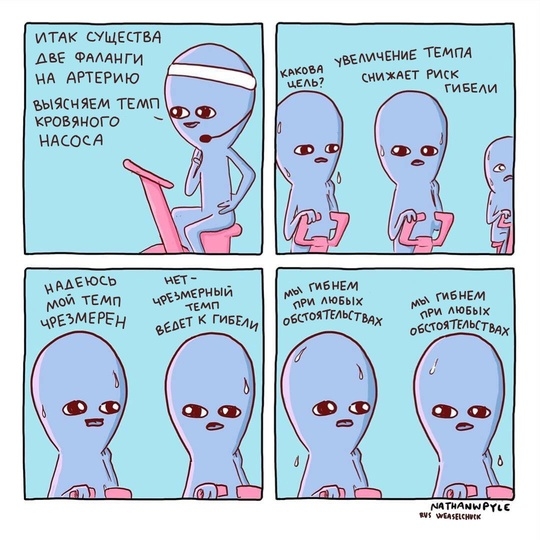 ИТАК СУЩЕСТВА
ДВЕ ФАЛАНГИ
НА АРТЕРИЮ
ВЫЯСНЯЕМ ТЕМП
КРОВЯНОГО
НАСОСА
КАКОВА
ЦЕЛЬ?
УВЕЛИЧЕНИЕ ТЕМПА
СНИЖАЕТ РИСК
ГИБЕЛИ
НАДЕЮСЬ
МОЙ ТЕМП
ЧРЕЗМЕРЕН
НЕТ-
ЧРЕЗМЕРНЫЙ
ТЕМП
ВЕДЕТ К ГИБЕЛИ
МЫ ГИБНЕМ
ПРИ ЛЮБЫХ
ОБСТОЯТЕЛЬСТВАХ
МЫ ГИБНЕМ
ПРИ ЛЮБЫХ
ОБСТОЯТЕЛЬСТВАХ
NATHANWPYLE
RUS WEASELCHUCK